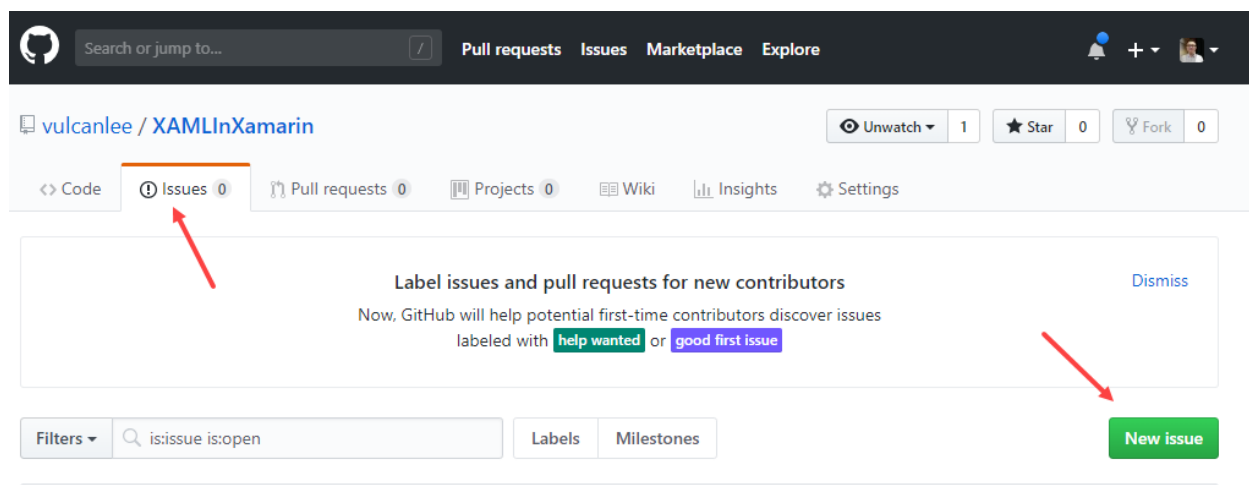 Search or jump to... / Pull requests Issues Marketplace Explore
vulcanlee / XAMLInXamarin Unwatch 1 Star 0 Fork 0
<> Code Issues 0 Pull requests 0 Projects 0 Wiki Insights Settings
Label issues and pull requests for new contributors Dismiss
Now, GitHub will help potential first-time contributors discover issues
labeled with help wanted or good first issue
Filters is:issue is:open Labels Milestones New issue